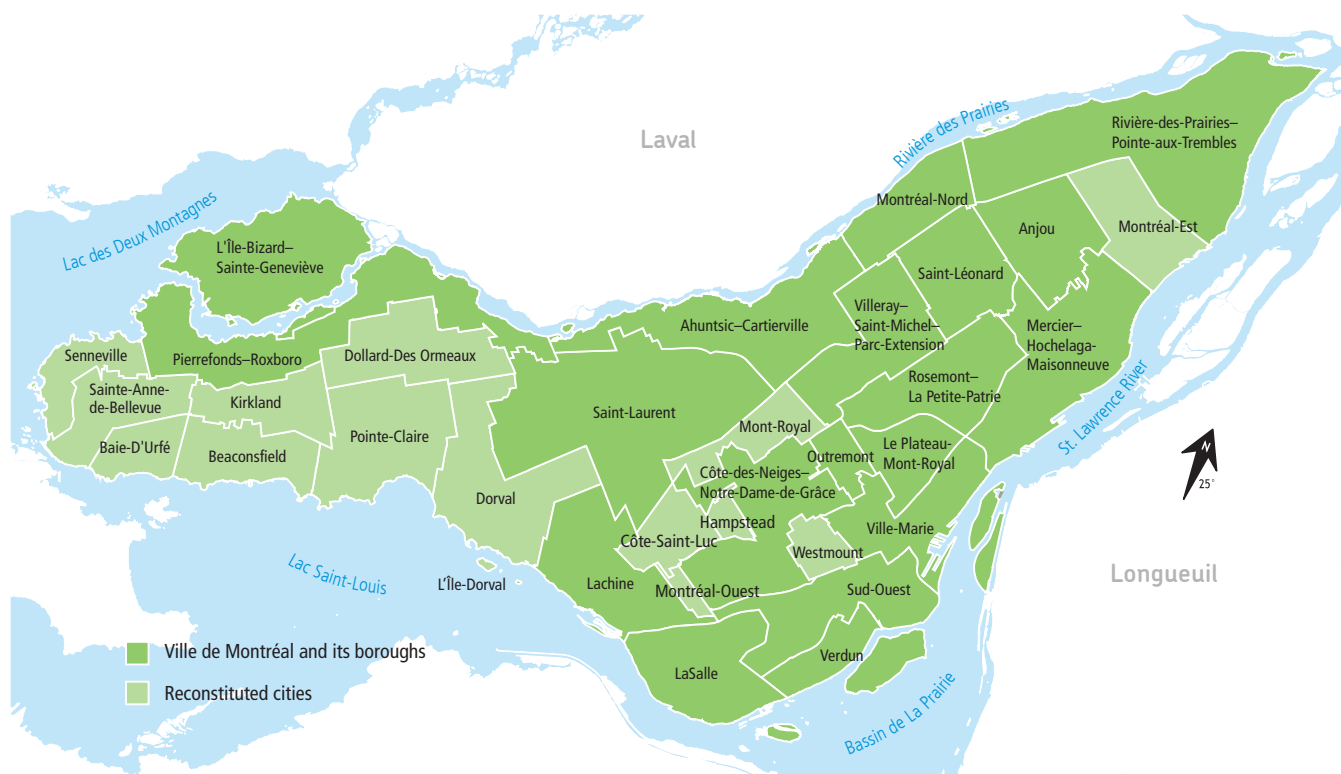 Laval
Rivière des Prairies
Rivière-des-Prairies–
Pointe-aux-Trembles
Montréal-Nord
Anjou
Montréal-Est
Lac des Deux Montagnes
L'Île-Bizard–
Sainte-Geneviève
Saint-Léonard
Villeray–
Saint-Michel–
Parc-Extension
Ahuntsic–Cartierville
Mercier–
Hochelaga-
Maisonneuve
Senneville
Pierrefonds–Roxboro
Dollard-Des Ormeaux
Sainte-Anne-
de-Bellevue
Kirkland
Saint-Laurent
Rosemont–
La Petite-Patrie
St. Lawrence River
Mont-Royal
Baie-D'Urfé
Beaconsfield
Pointe-Claire
Outremont
Le Plateau-
Mont-Royal
Côte-des-Neiges–
Notre-Dame-de-Grâce
N
25°
Dorval
Hampstead
Côte-Saint-Luc
Ville-Marie
Westmount
Lac Saint-Louis
L'Île-Dorval
Lachine
Montréal-Ouest
Sud-Ouest
Longueuil
Verdun
LaSalle
Bassin de La Prairie
Ville de Montréal and its boroughs
Reconstituted cities